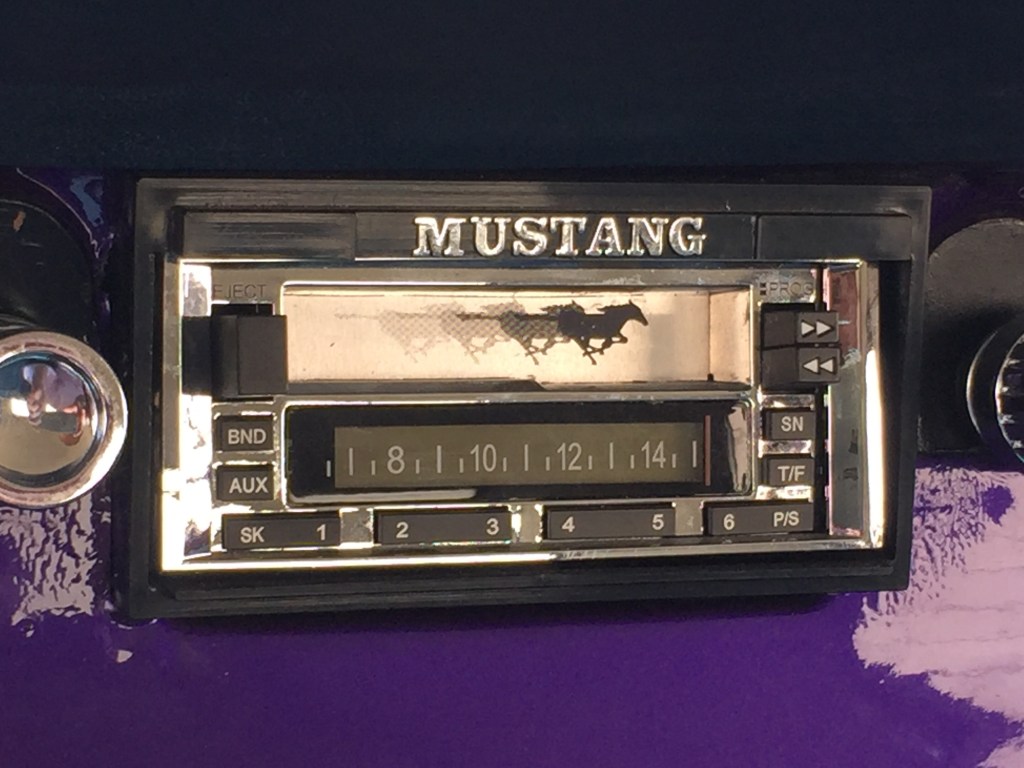 MUSTANG
EJECT
PROG
BND
8 10 12 14
SN
AUX
T/F
SK 1 2 3 4 5 6 P/S